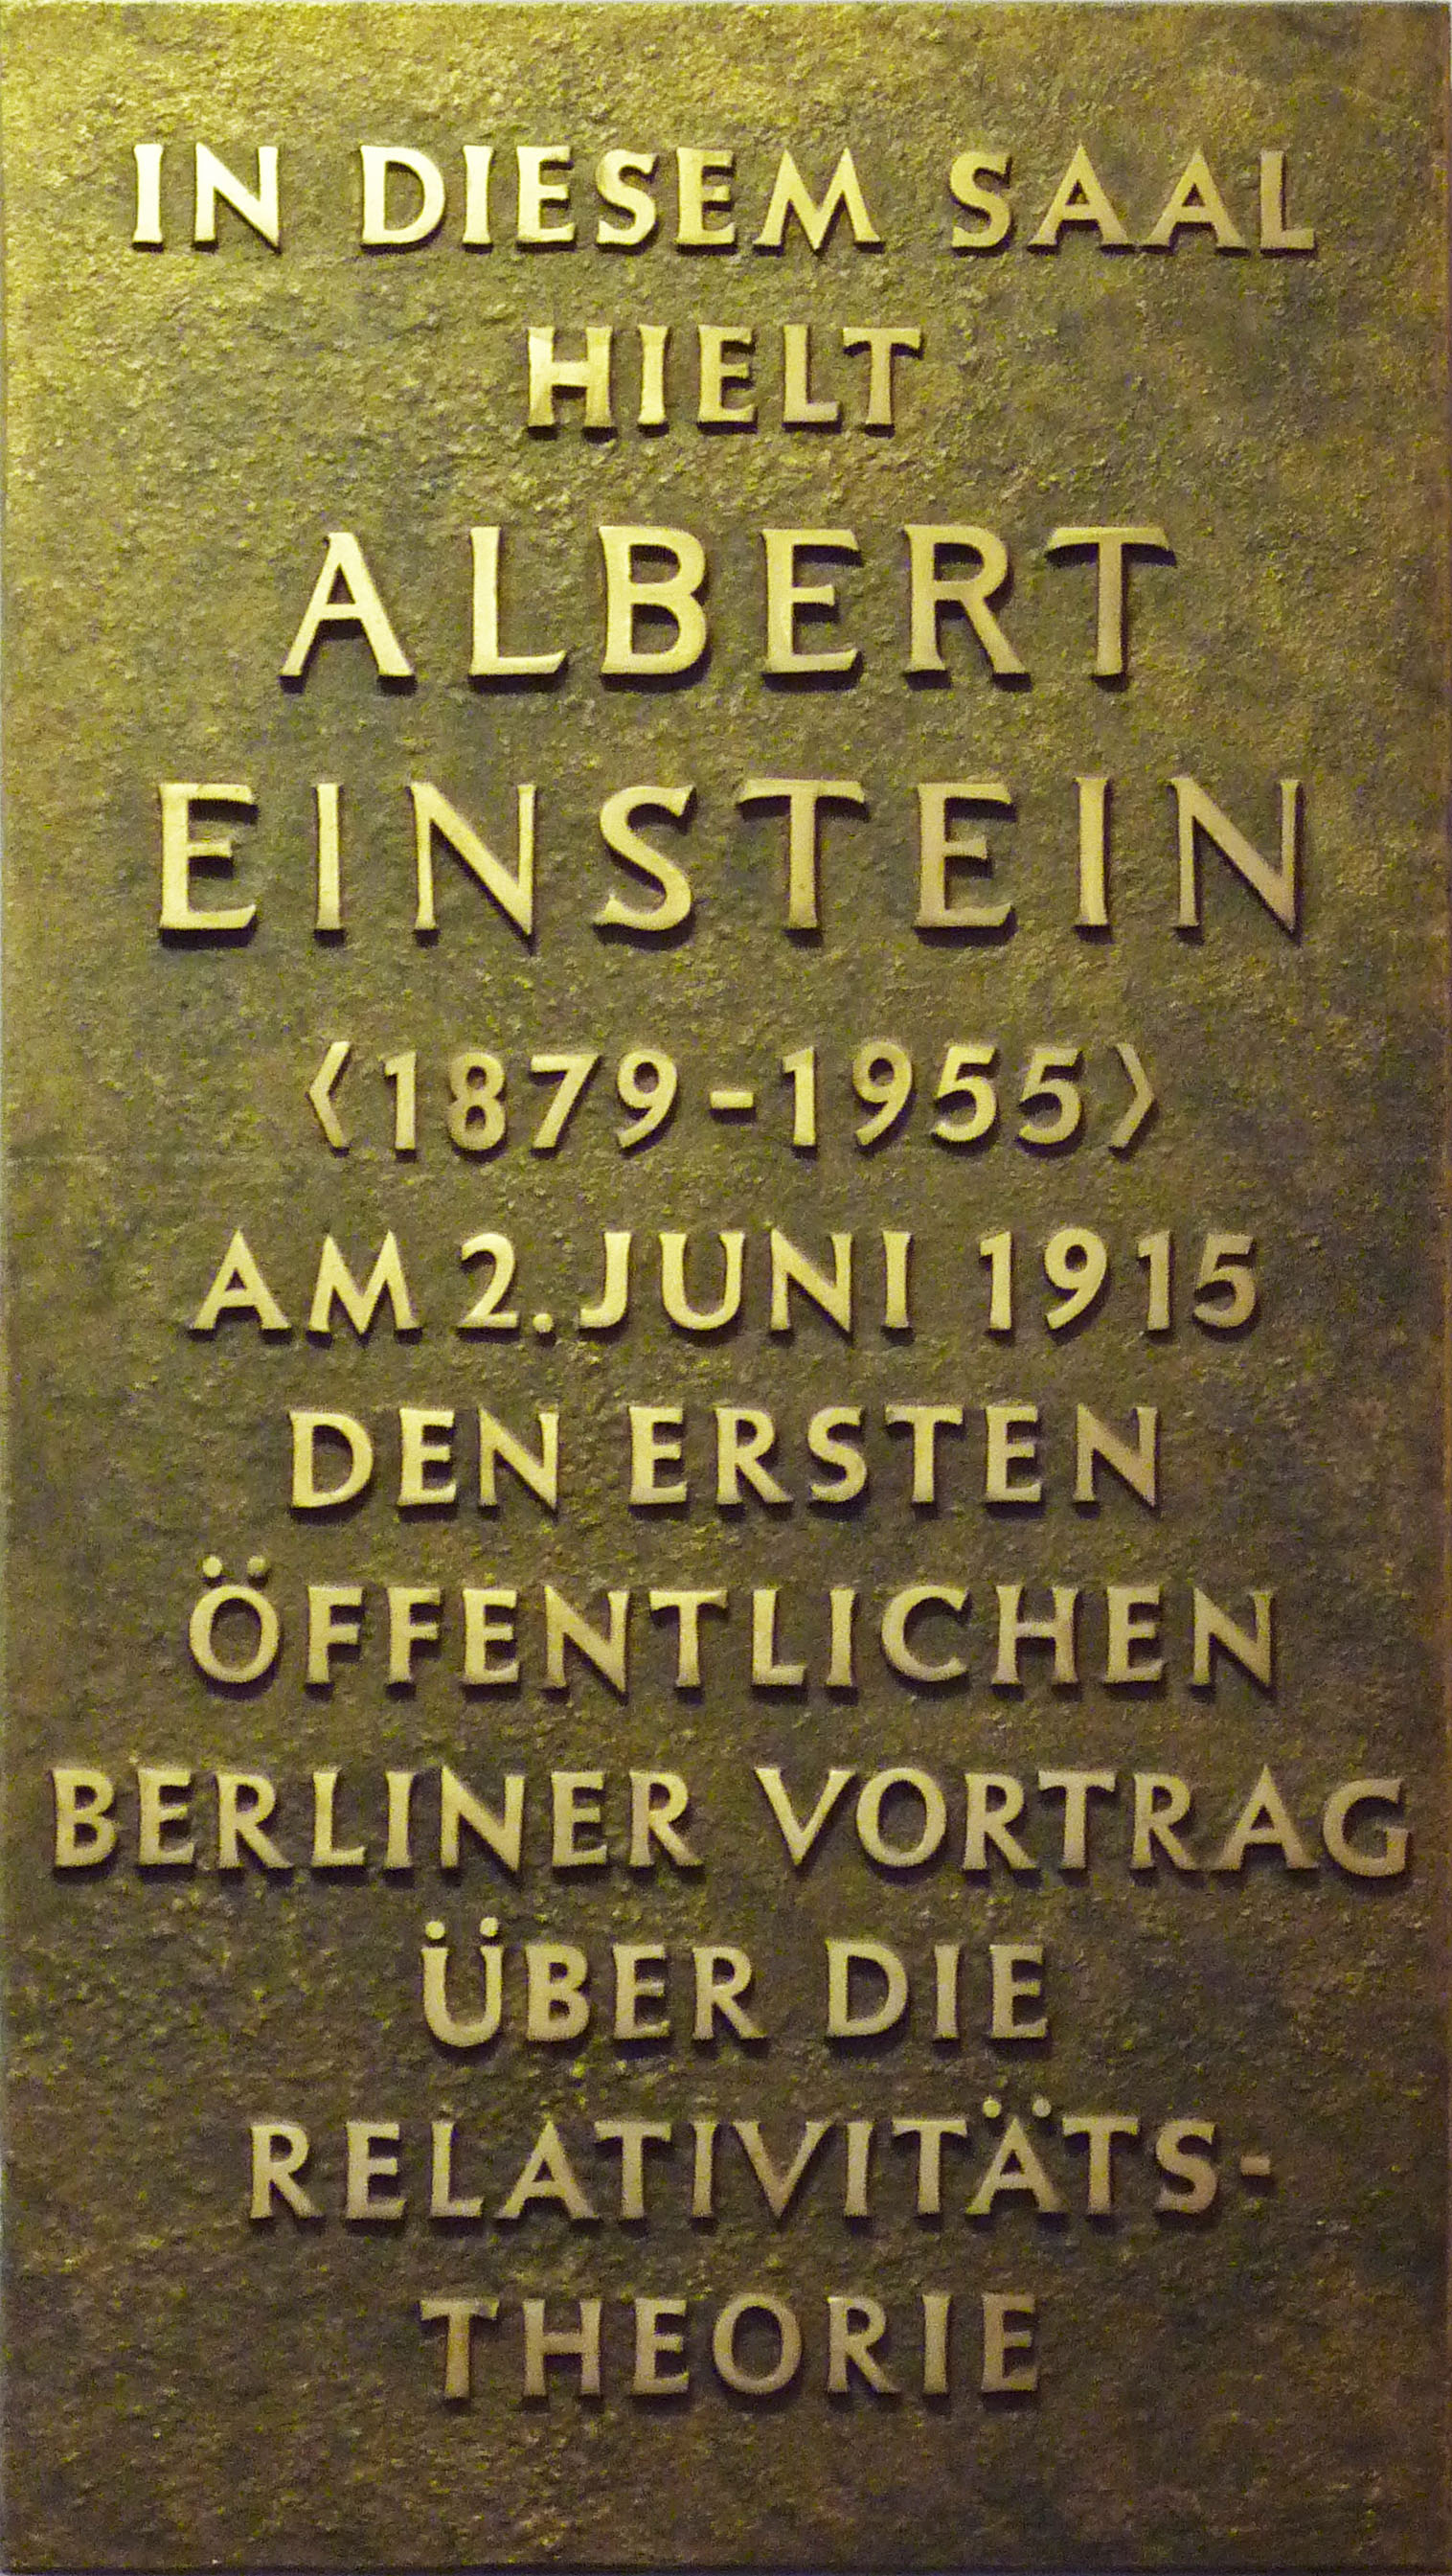 IN DIESEM SAAL
HIELT
ALBERT
EINSTEIN
〈1879-1955〉
AM 2. JUNI 1915
DEN ERSTEN
ÖFFENTLICHEN
BERLINER VORTRAG
ÜBER DIE
RELATIVITÄTS-
THEORIE